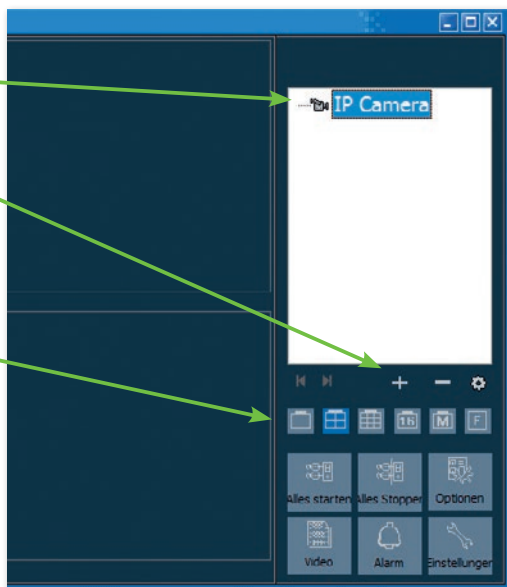 IP Camera
16 M F
Alles starten Alles Stoppen Optionen
Video Alarm Einstellungen